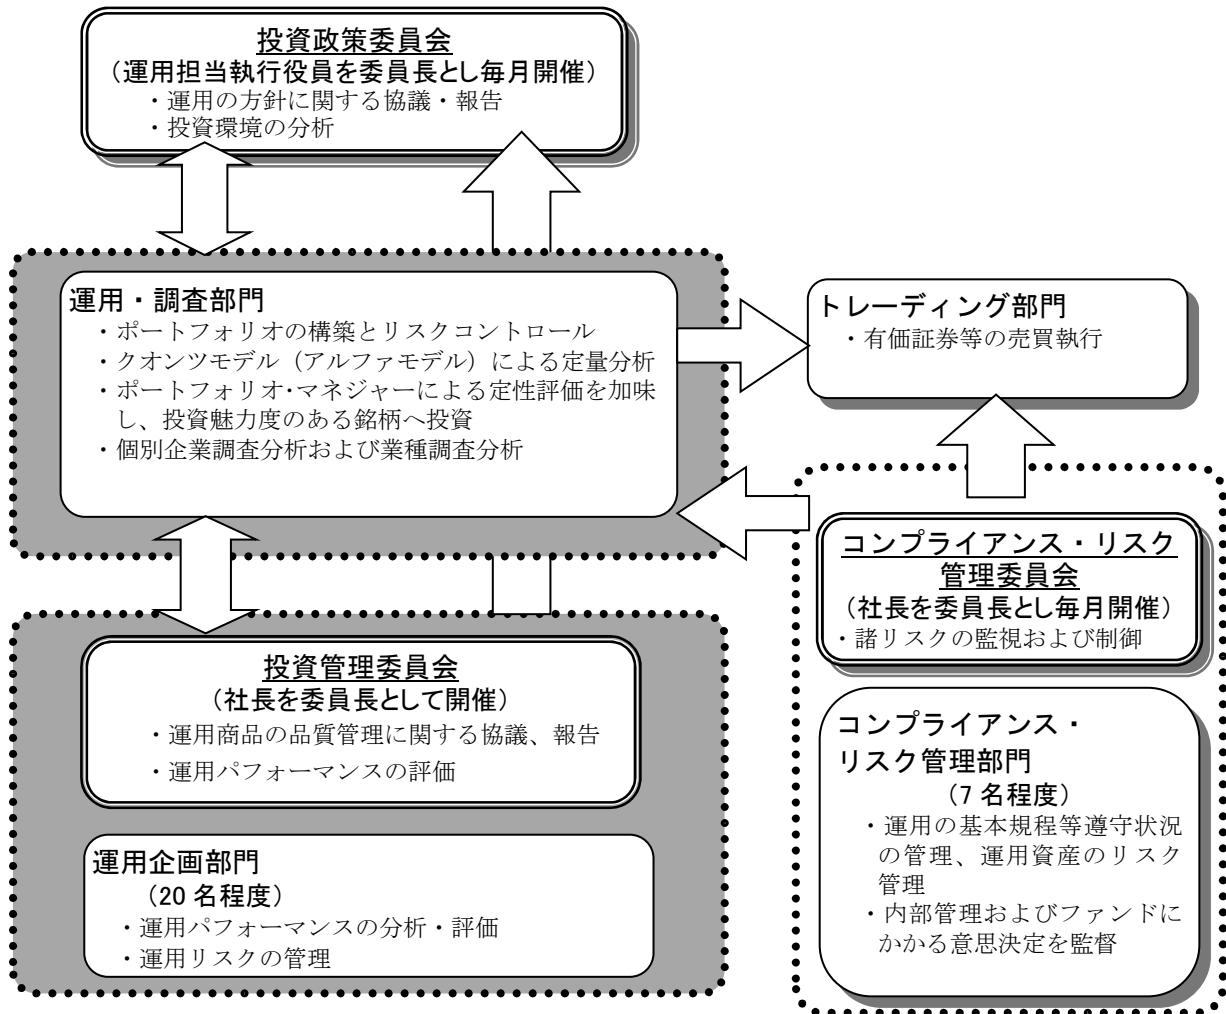 投資政策委員会
（運用担当執行役員を委員長とし毎月開催）
・運用の方針に関する協議・報告
・投資環境の分析
運用・調査部門
・ポートフォリオの構築とリスクコントロール
・クオンツモデル（アルファモデル）による定量分析
・ポートフォリオ･マネジャーによる定性評価を加味
し、投資魅力度のある銘柄へ投資
・個別企業調査分析および業種調査分析
トレーディング部門
・有価証券等の売買執行
コンプライアンス・リスク
管理委員会
（社長を委員長とし毎月開催）
・諸リスクの監視および制御
投資管理委員会
（社長を委員長として開催）
・運用商品の品質管理に関する協議、報告
・運用パフォーマンスの評価
コンプライアンス・
リスク管理部門
（7 名程度）
・運用の基本規程等遵守状況
の管理、運用資産のリスク
管理
・内部管理およびファンドに
かかる意思決定を監督
運用企画部門
（20 名程度）
・運用パフォーマンスの分析・評価
・運用リスクの管理